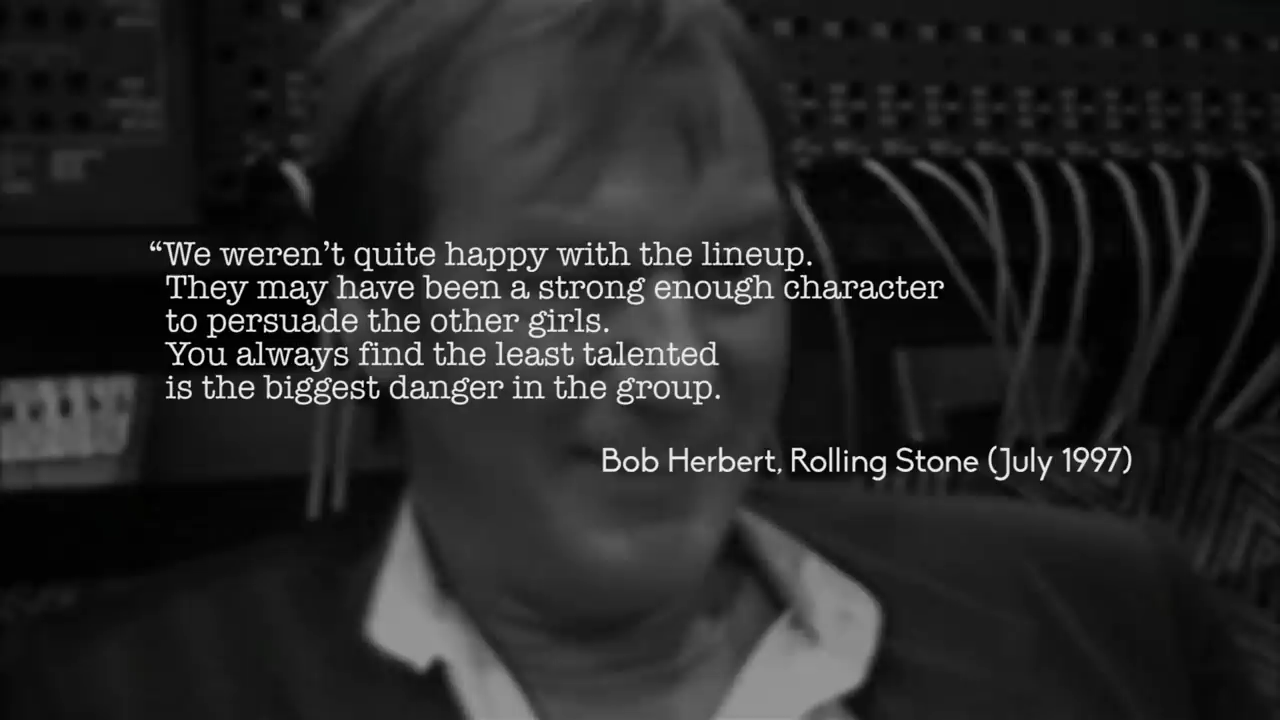 “We weren’t quite happy with the lineup.
They may have been a strong enough character
to persuade the other girls.
You always find the least talented
is the biggest danger in the group.
Bob Herbert, Rolling Stone (July 1997)